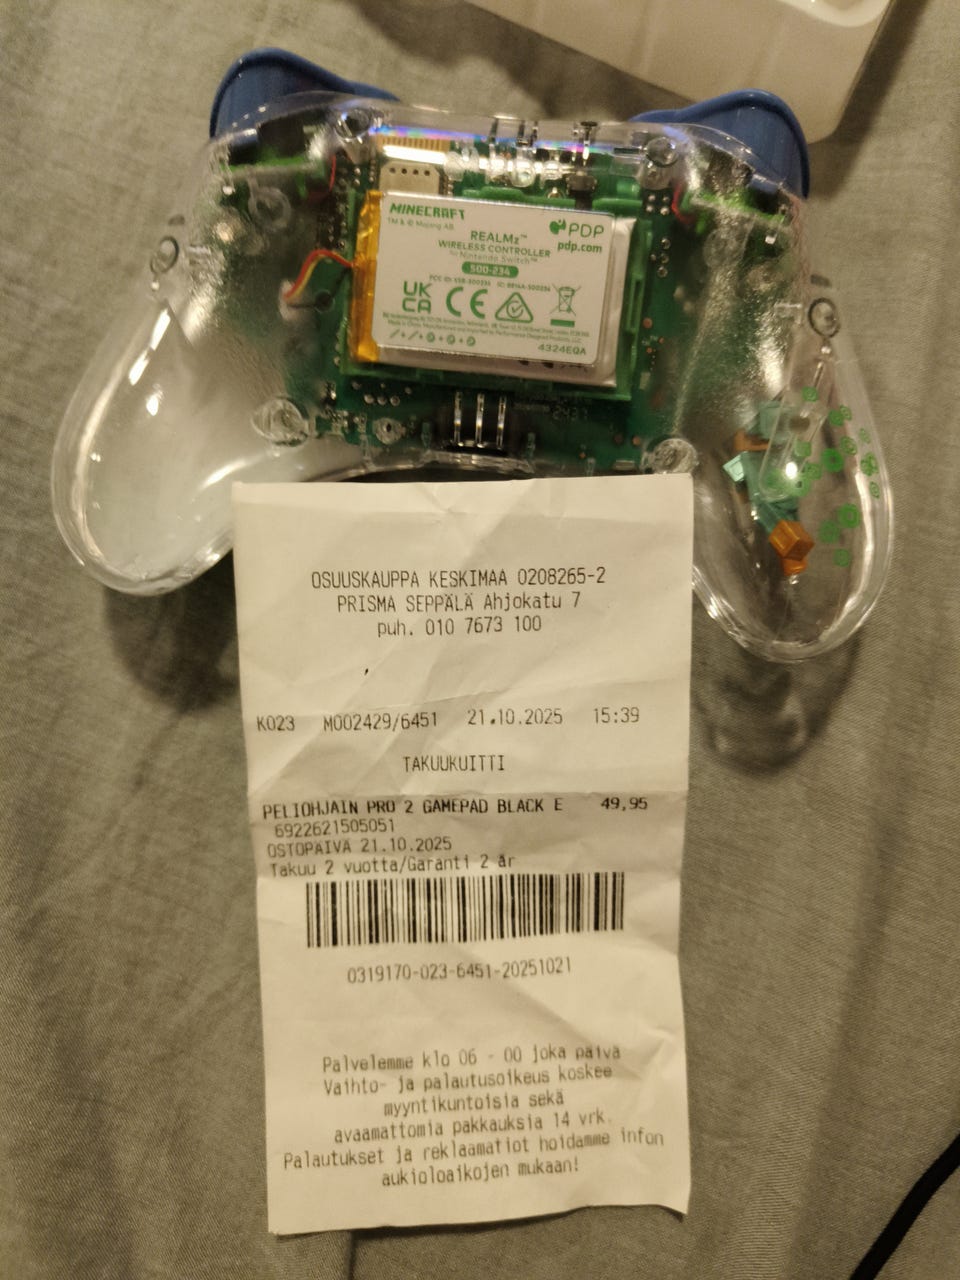 MINECRAFT
TM & © Mojang AB.
PDP
pdp.com
REALMz™
WIRELESS CONTROLLER
for Nintendo Switch™
500-234
UK
CA
CE
4324EQA
2437
OSUUSKAUPPA KESKIMAA 0208265-2
PRISMA SEPPÄLÄ Ahjokatu 7
puh. 010 7673 100
K023 M002429/6451 21.10.2025 15:39
TAKUUKUITTI
PELIOHJAIN PRO 2 GAMEPAD BLACK E 49,95
6922621505051
OSTOPÄIVÄ 21.10.2025
Takuu 2 vuotta/Garanti 2 år
0319170-023-6451-20251021
Palvelemme klo 06 - 00 joka päivä
Vaihto- ja palautusoikeus koskee
myyntikuntoisia sekä
avaamattomia pakkauksia 14 vrk.
Palautukset ja reklaamatiot hoidamme infon
aukioloaikojen mukaan!